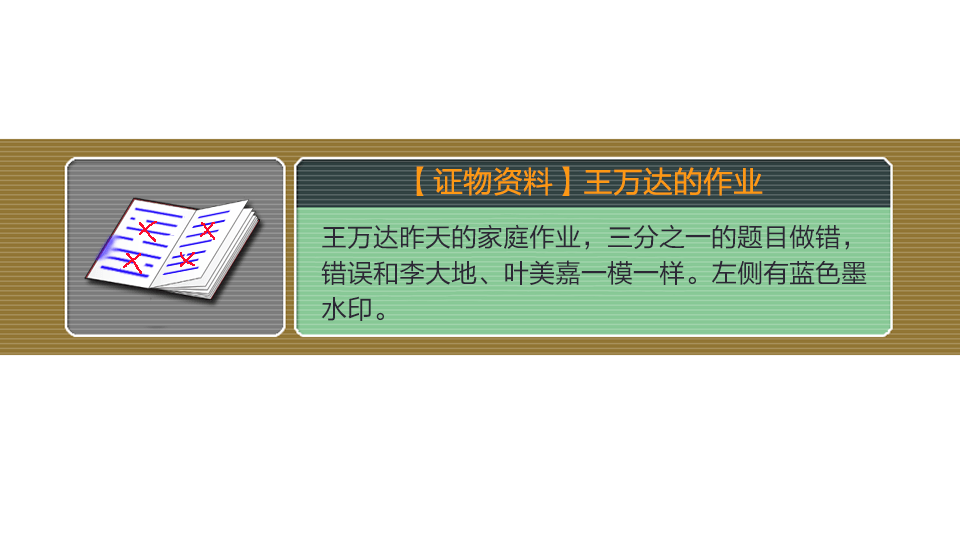 【证物资料】王万达的作业
王万达昨天的家庭作业，三分之一的题目做错，
错误和李大地、叶美嘉一模一样。左侧有蓝色墨
水印。